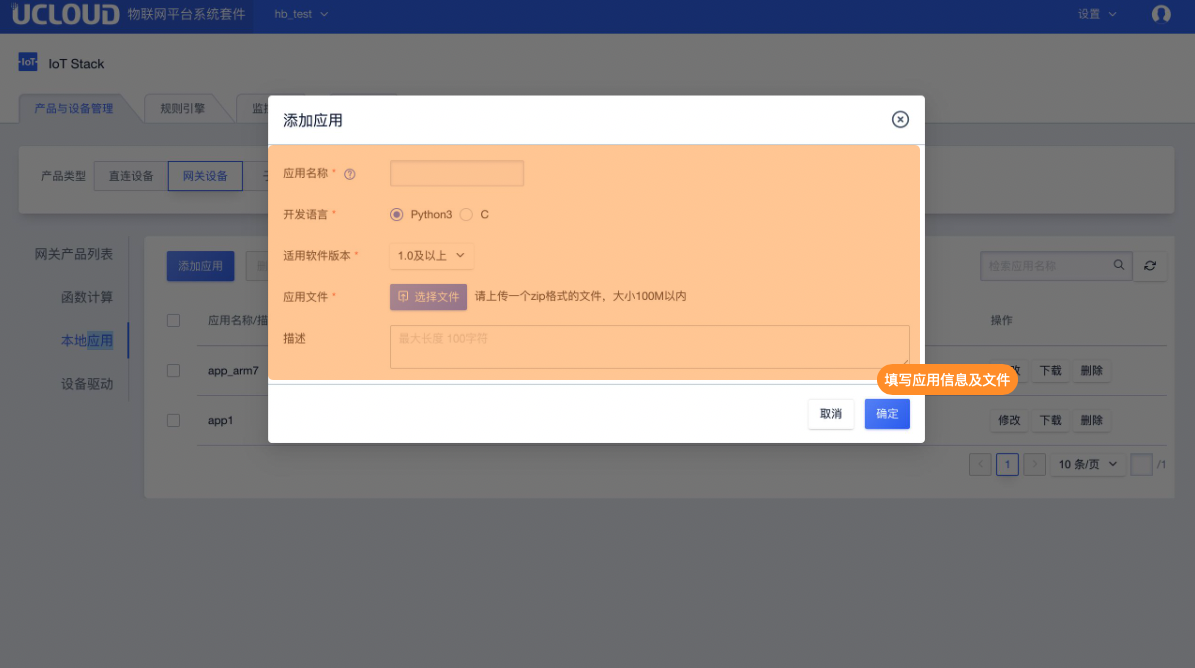 UCLOUD 物联网平台系统套件 hb_test 设置
IoT IoT Stack
产品与设备管理 规则引擎
添加应用
产品类型 直连设备 网关设备
应用名称 *
开发语言 * Python3 C
适用软件版本 * 1.0及以上
应用文件 * 选择文件 请上传一个zip格式的文件，大小100M以内
描述 最大长度 100字符
网关产品列表
函数计算
本地应用
设备驱动
添加应用 检索应用名称
应用名称/描 操作
app_arm7 下载 删除
填写应用信息及文件
取消 确定
app1 修改 下载 删除
1 10 条/页 /1